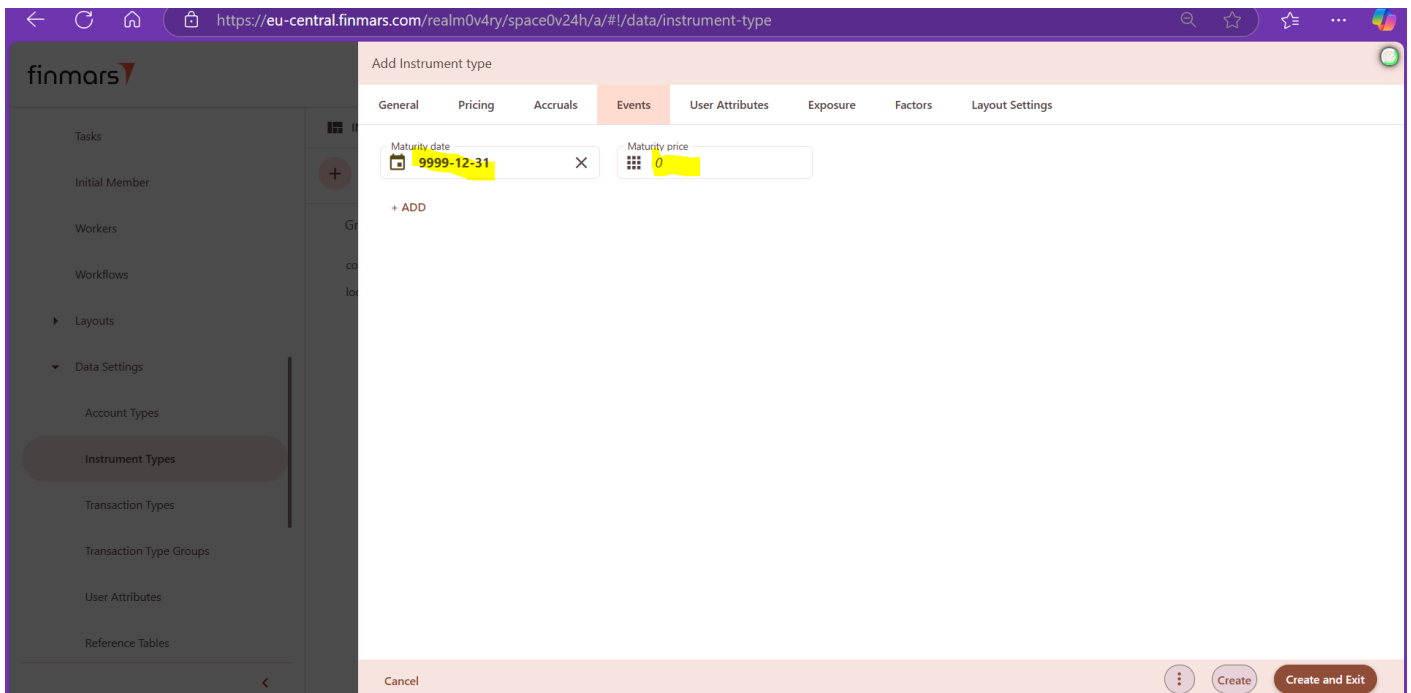 https://eu-central.finmars.com/realm0v4ry/space0v24h/a/#!/data/instrument-type
finmars
Add Instrument type
General Pricing Accruals Events User Attributes Exposure Factors Layout Settings
Tasks
Initial Member
Workers
Workflows
Layouts
Data Settings
Account Types
Instrument Types
Transaction Types
Transaction Type Groups
User Attributes
Reference Tables
Maturity date
9999-12-31
Maturity price
0
+ ADD
Cancel
Create
Create and Exit